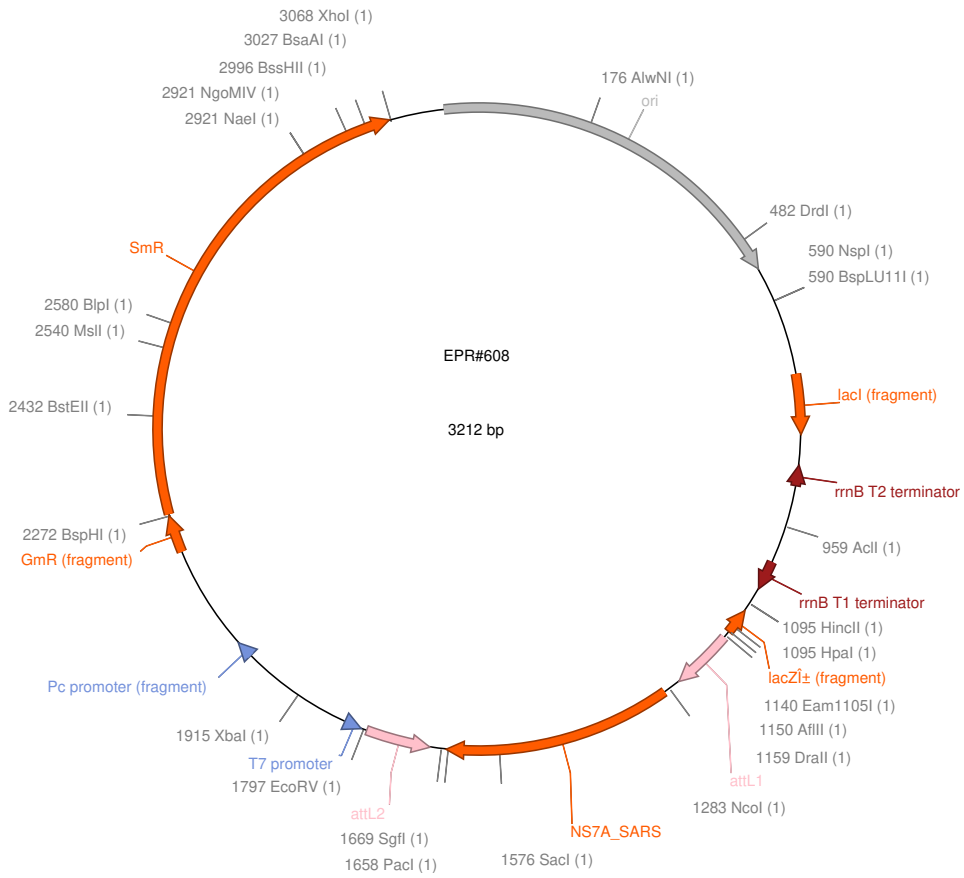 3068 XhoI (1)
3027 BsaAI (1)
2996 BssHII (1)
2921 NgoMIV (1)
2921 NaeI (1)
176 AlwNI (1)
ori
482 DrdI (1)
590 NspI (1)
590 BspLU11I (1)
SmR
2580 BlpI (1)
2540 MslI (1)
2432 BstEII (1)
2272 BspHI (1)
GmR (fragment)
EPR#608
3212 bp
lacI (fragment)
rrnB T2 terminator
959 AclI (1)
rrnB T1 terminator
1095 HincII (1)
1095 HpaI (1)
lacZÎ± (fragment)
1140 Eam1105I (1)
1150 AflII (1)
1159 DraII (1)
attL1
1283 NcoI (1)
Pc promoter (fragment)
1915 XbaI (1)
T7 promoter
1797 EcoRV (1)
attL2
1669 SgfI (1)
1658 PacI (1)
1576 SacI (1)
NS7A_SARS